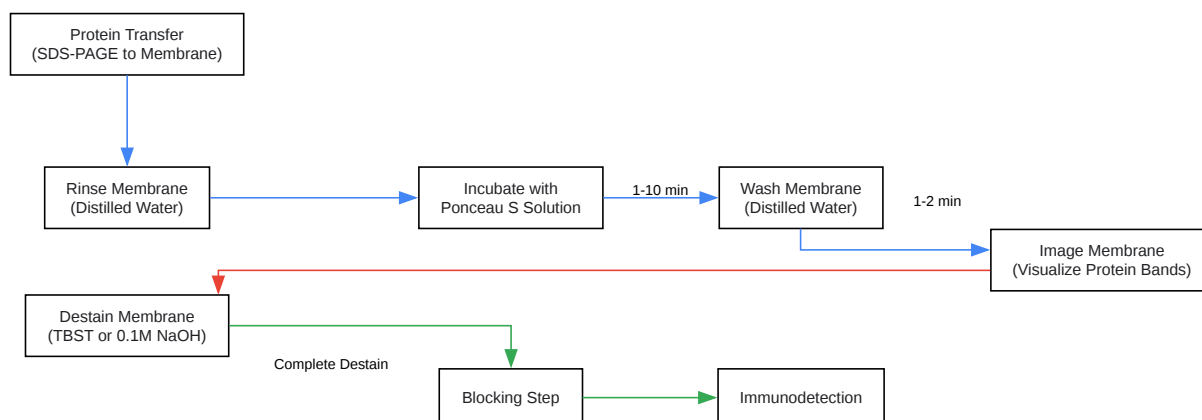 Protein Transfer
(SDS-PAGE to Membrane)
Rinse Membrane
(Distilled Water)
Incubate with
Ponceau S Solution
1-10 min
Wash Membrane
(Distilled Water)
1-2 min
Image Membrane
(Visualize Protein Bands)
Destain Membrane
(TBST or 0.1M NaOH)
Complete Destain
Blocking Step
Immunodetection